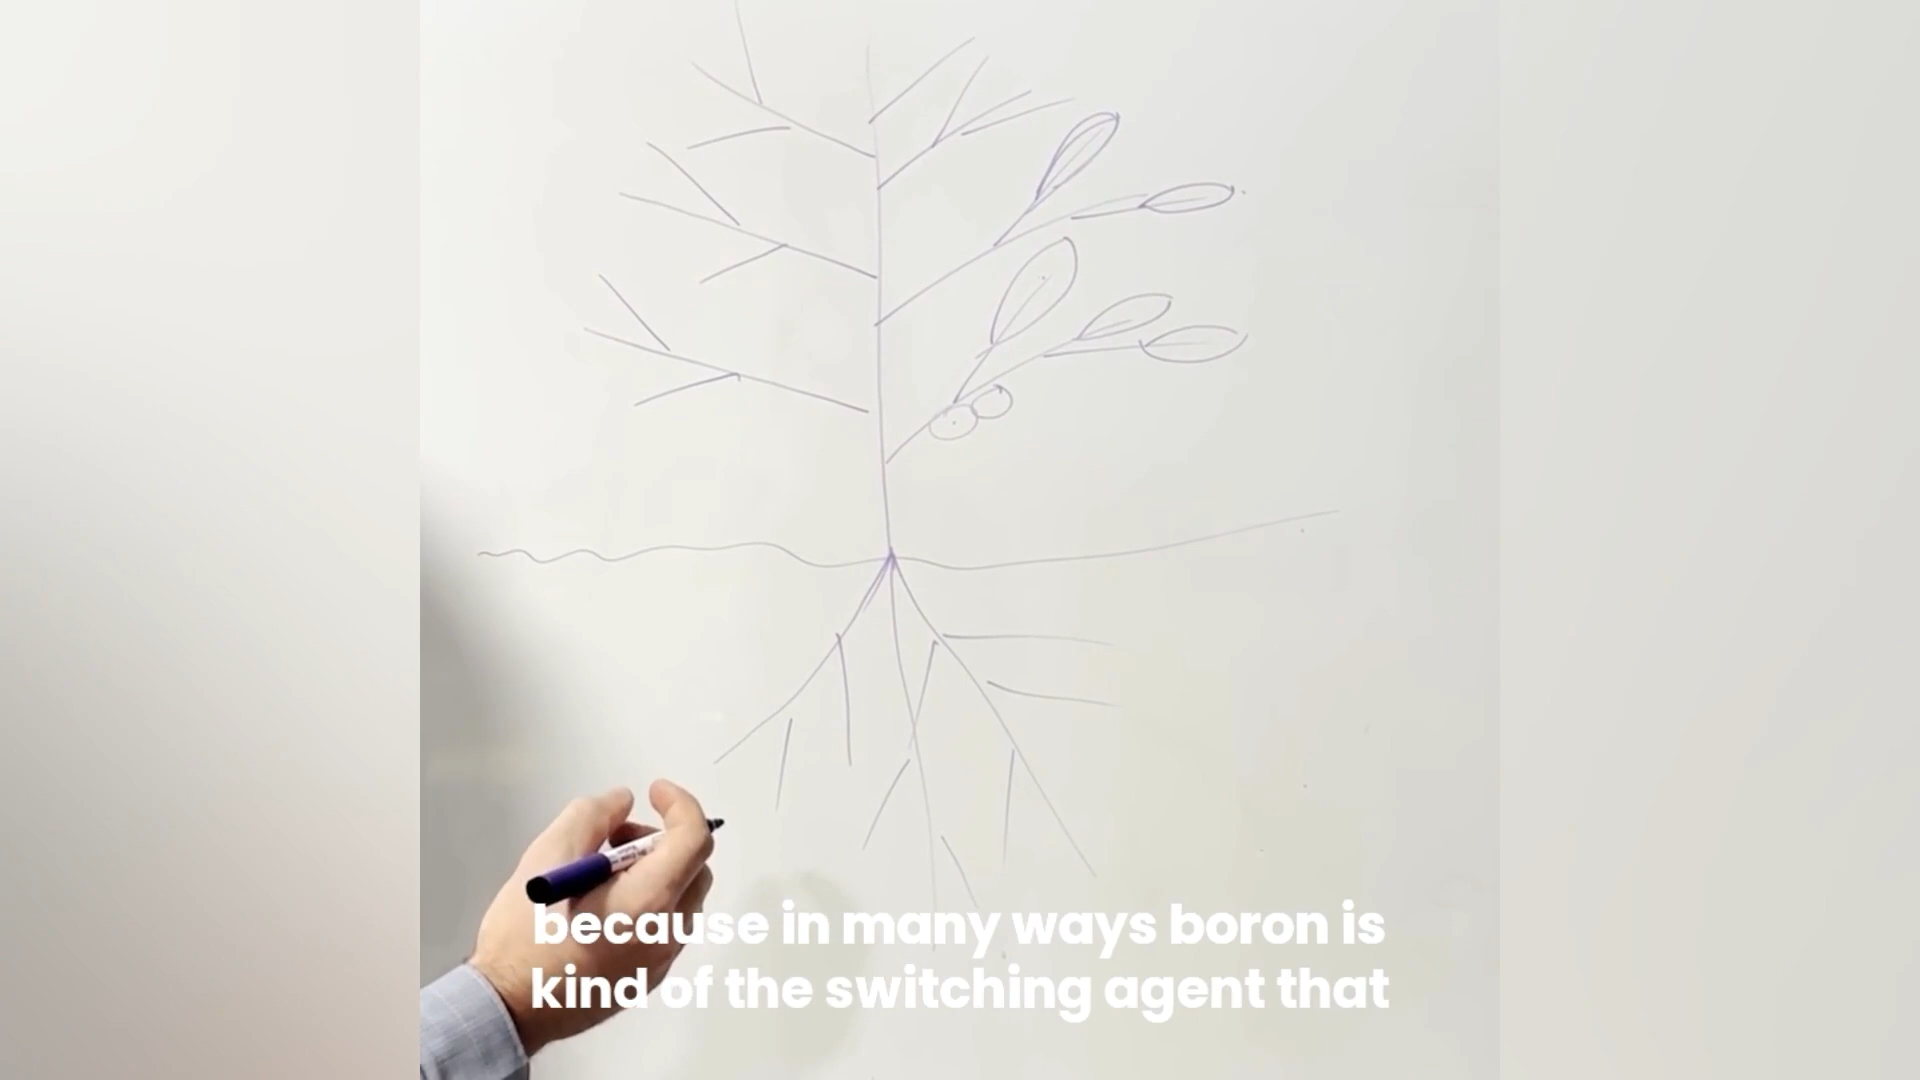 because in many ways boron is
kind of the switching agent that